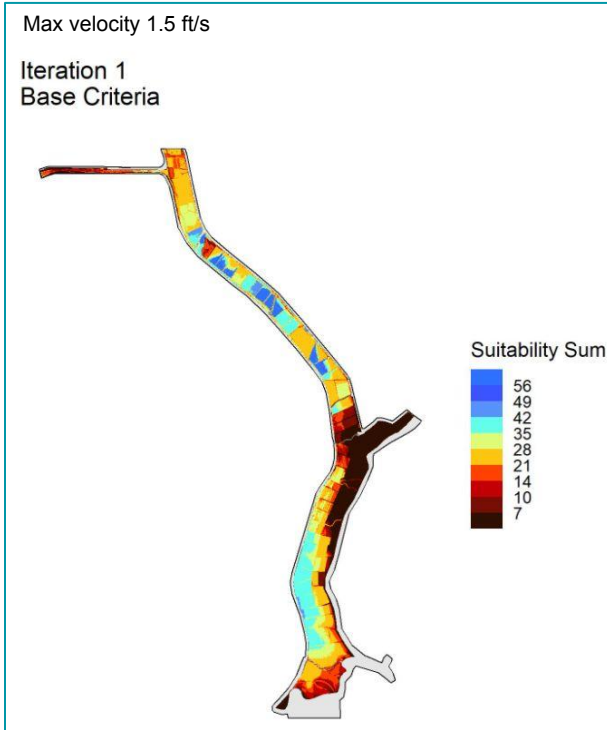 Max velocity 1.5 ft/s
Iteration 1
Base Criteria
Suitability Sum
56
49
42
35
28
21
14
10
7